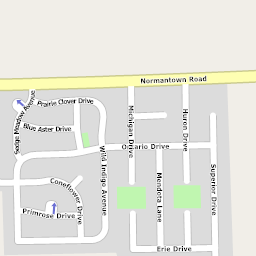 Normantown Road
Prairie Clover Drive
Sedge Meadow Avenue
Blue Aster Drive
Michigan Drive
Huron Drive
Ontario Drive
Wild Indigo Avenue
Mendota Lane
Superior Drive
Coneflower Drive
Primrose Drive
Erie Drive